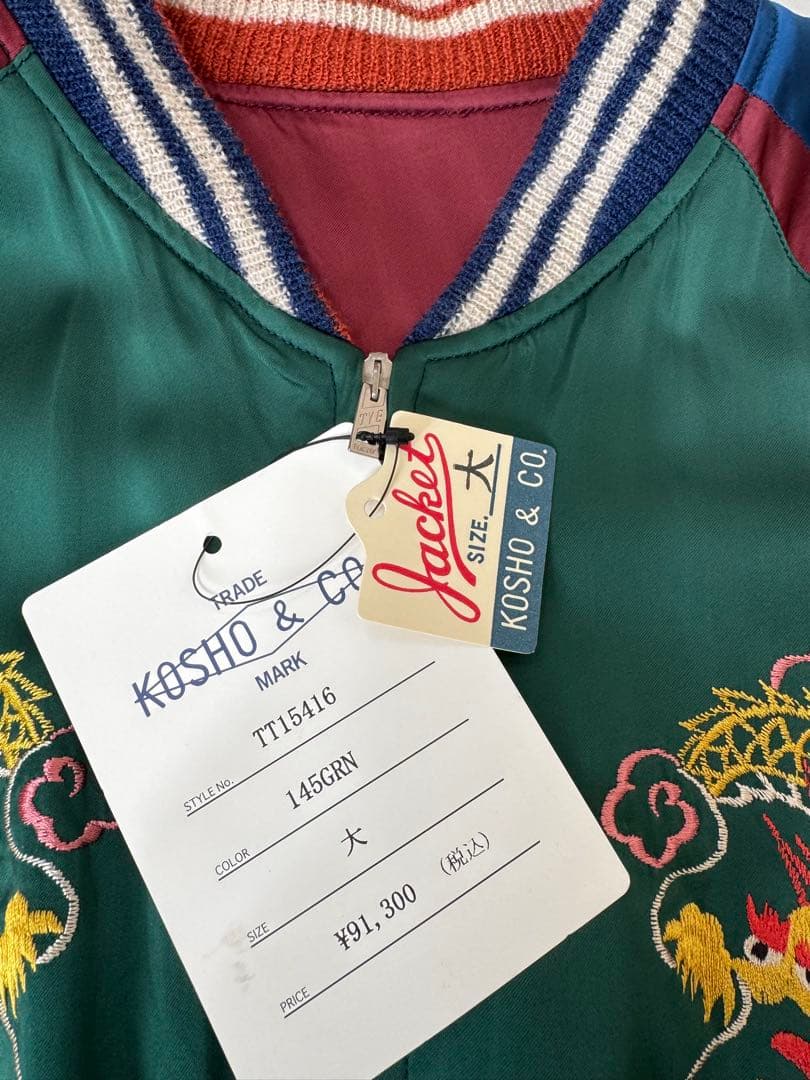 TYE
Jacket
SIZE. 大
KOSHO & CO.
TRADE
KOSHO & CO
MARK
STYLE No. TT15416
COLOR 145GRN
SIZE 大
PRICE ¥91,300 (税込)